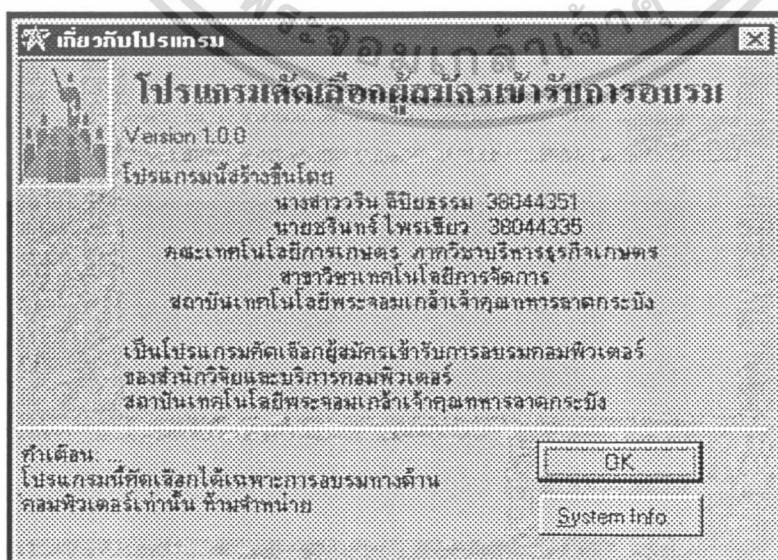 พระจอมเกล้าเจ้าคุ
เกี่ยวกับโปรแกรม
โปรแกรมคัดเลือกผู้สมัครเข้ารับการอบรม
Version 1.0.0
โปรแกรมนี้สร้างขึ้นโดย
นางสาววริน ลิปิยธรรม 38044351
นายชรินทร์ ไพรเขียว 38044335
คณะเทคโนโลยีการเกษตร ภาควิชาบริหารธุรกิจเกษตร
สาขาวิชาเทคโนโลยีการจัดการ
สถาบันเทคโนโลยีพระจอมเกล้าเจ้าคุณทหารลาดกระบัง
เป็นโปรแกรมคัดเลือกผู้สมัครเข้ารับการอบรมคอมพิวเตอร์
ของสำนักวิจัยและบริการคอมพิวเตอร์
สถาบันเทคโนโลยีพระจอมเกล้าเจ้าคุณทหารลาดกระบัง
คำเตือน: ...
โปรแกรมนี้คัดเลือกได้เฉพาะการอบรมทางด้าน
คอมพิวเตอร์เท่านั้น ห้ามจำหน่าย
OK
System Info